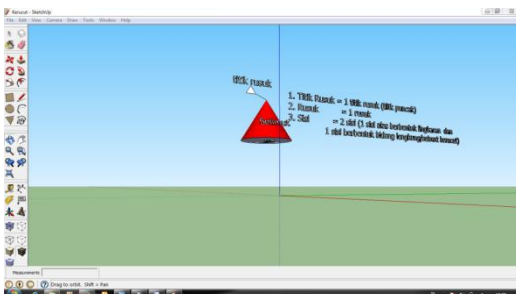 Kerucut - SketchUp
File Edit View Camera Draw Tools Window Help
titik rusuk
1. Titik Rusuk = 1 titik rusuk (titik puncak)
2. Rusuk = 1 rusuk
3. Sisi = 2 sisi (1 sisi alas berbentuk lingkaran dan
1 sisi berbentuk bidang lengkung/selimut kerucut)
Measurements
Drag to orbit. Shift = Pan